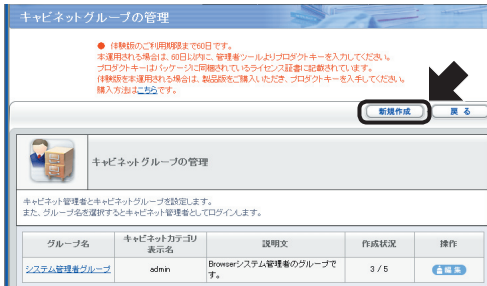 キャビネットグループの管理
● 体験版のご利用期限まで60日です。
本運用される場合は、60日以内に、管理者ツールよりプロダクトキーを入力してください。
プロダクトキーはパッケージに同梱されているライセンス証書に記載されています。
体験版を本運用される場合は、製品版をご購入いただき、プロダクトキーを入手してください。
購入方法はこちらです。
新規作成 戻る
キャビネットグループの管理
キャビネット管理者とキャビネットグループを設定します。
また、グループ名を選択するとキャビネット管理者としてログインします。
グループ名 キャビネットカテゴリ表示名 説明文 作成状況 操作
システム管理者グループ admin Browserシステム管理者のグループです。 3 / 5 編集